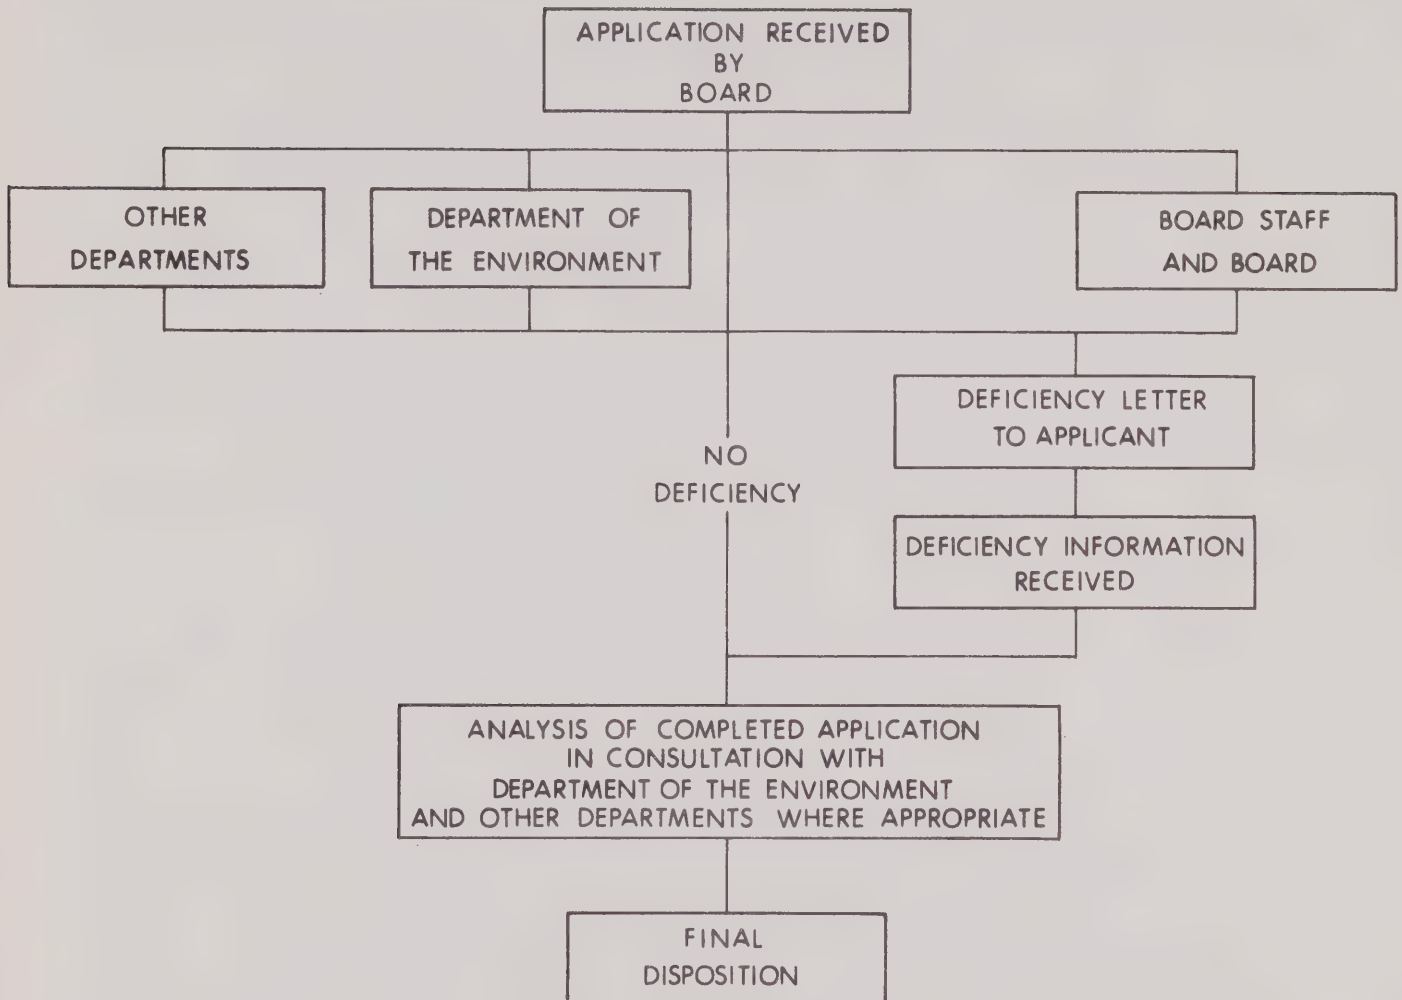 APPLICATION RECEIVED
BY
BOARD
OTHER
DEPARTMENTS
DEPARTMENT OF
THE ENVIRONMENT
BOARD STAFF
AND BOARD
DEFICIENCY LETTER
TO APPLICANT
NO
DEFICIENCY
DEFICIENCY INFORMATION
RECEIVED
ANALYSIS OF COMPLETED APPLICATION
IN CONSULTATION WITH
DEPARTMENT OF THE ENVIRONMENT
AND OTHER DEPARTMENTS WHERE APPROPRIATE
FINAL
DISPOSITION